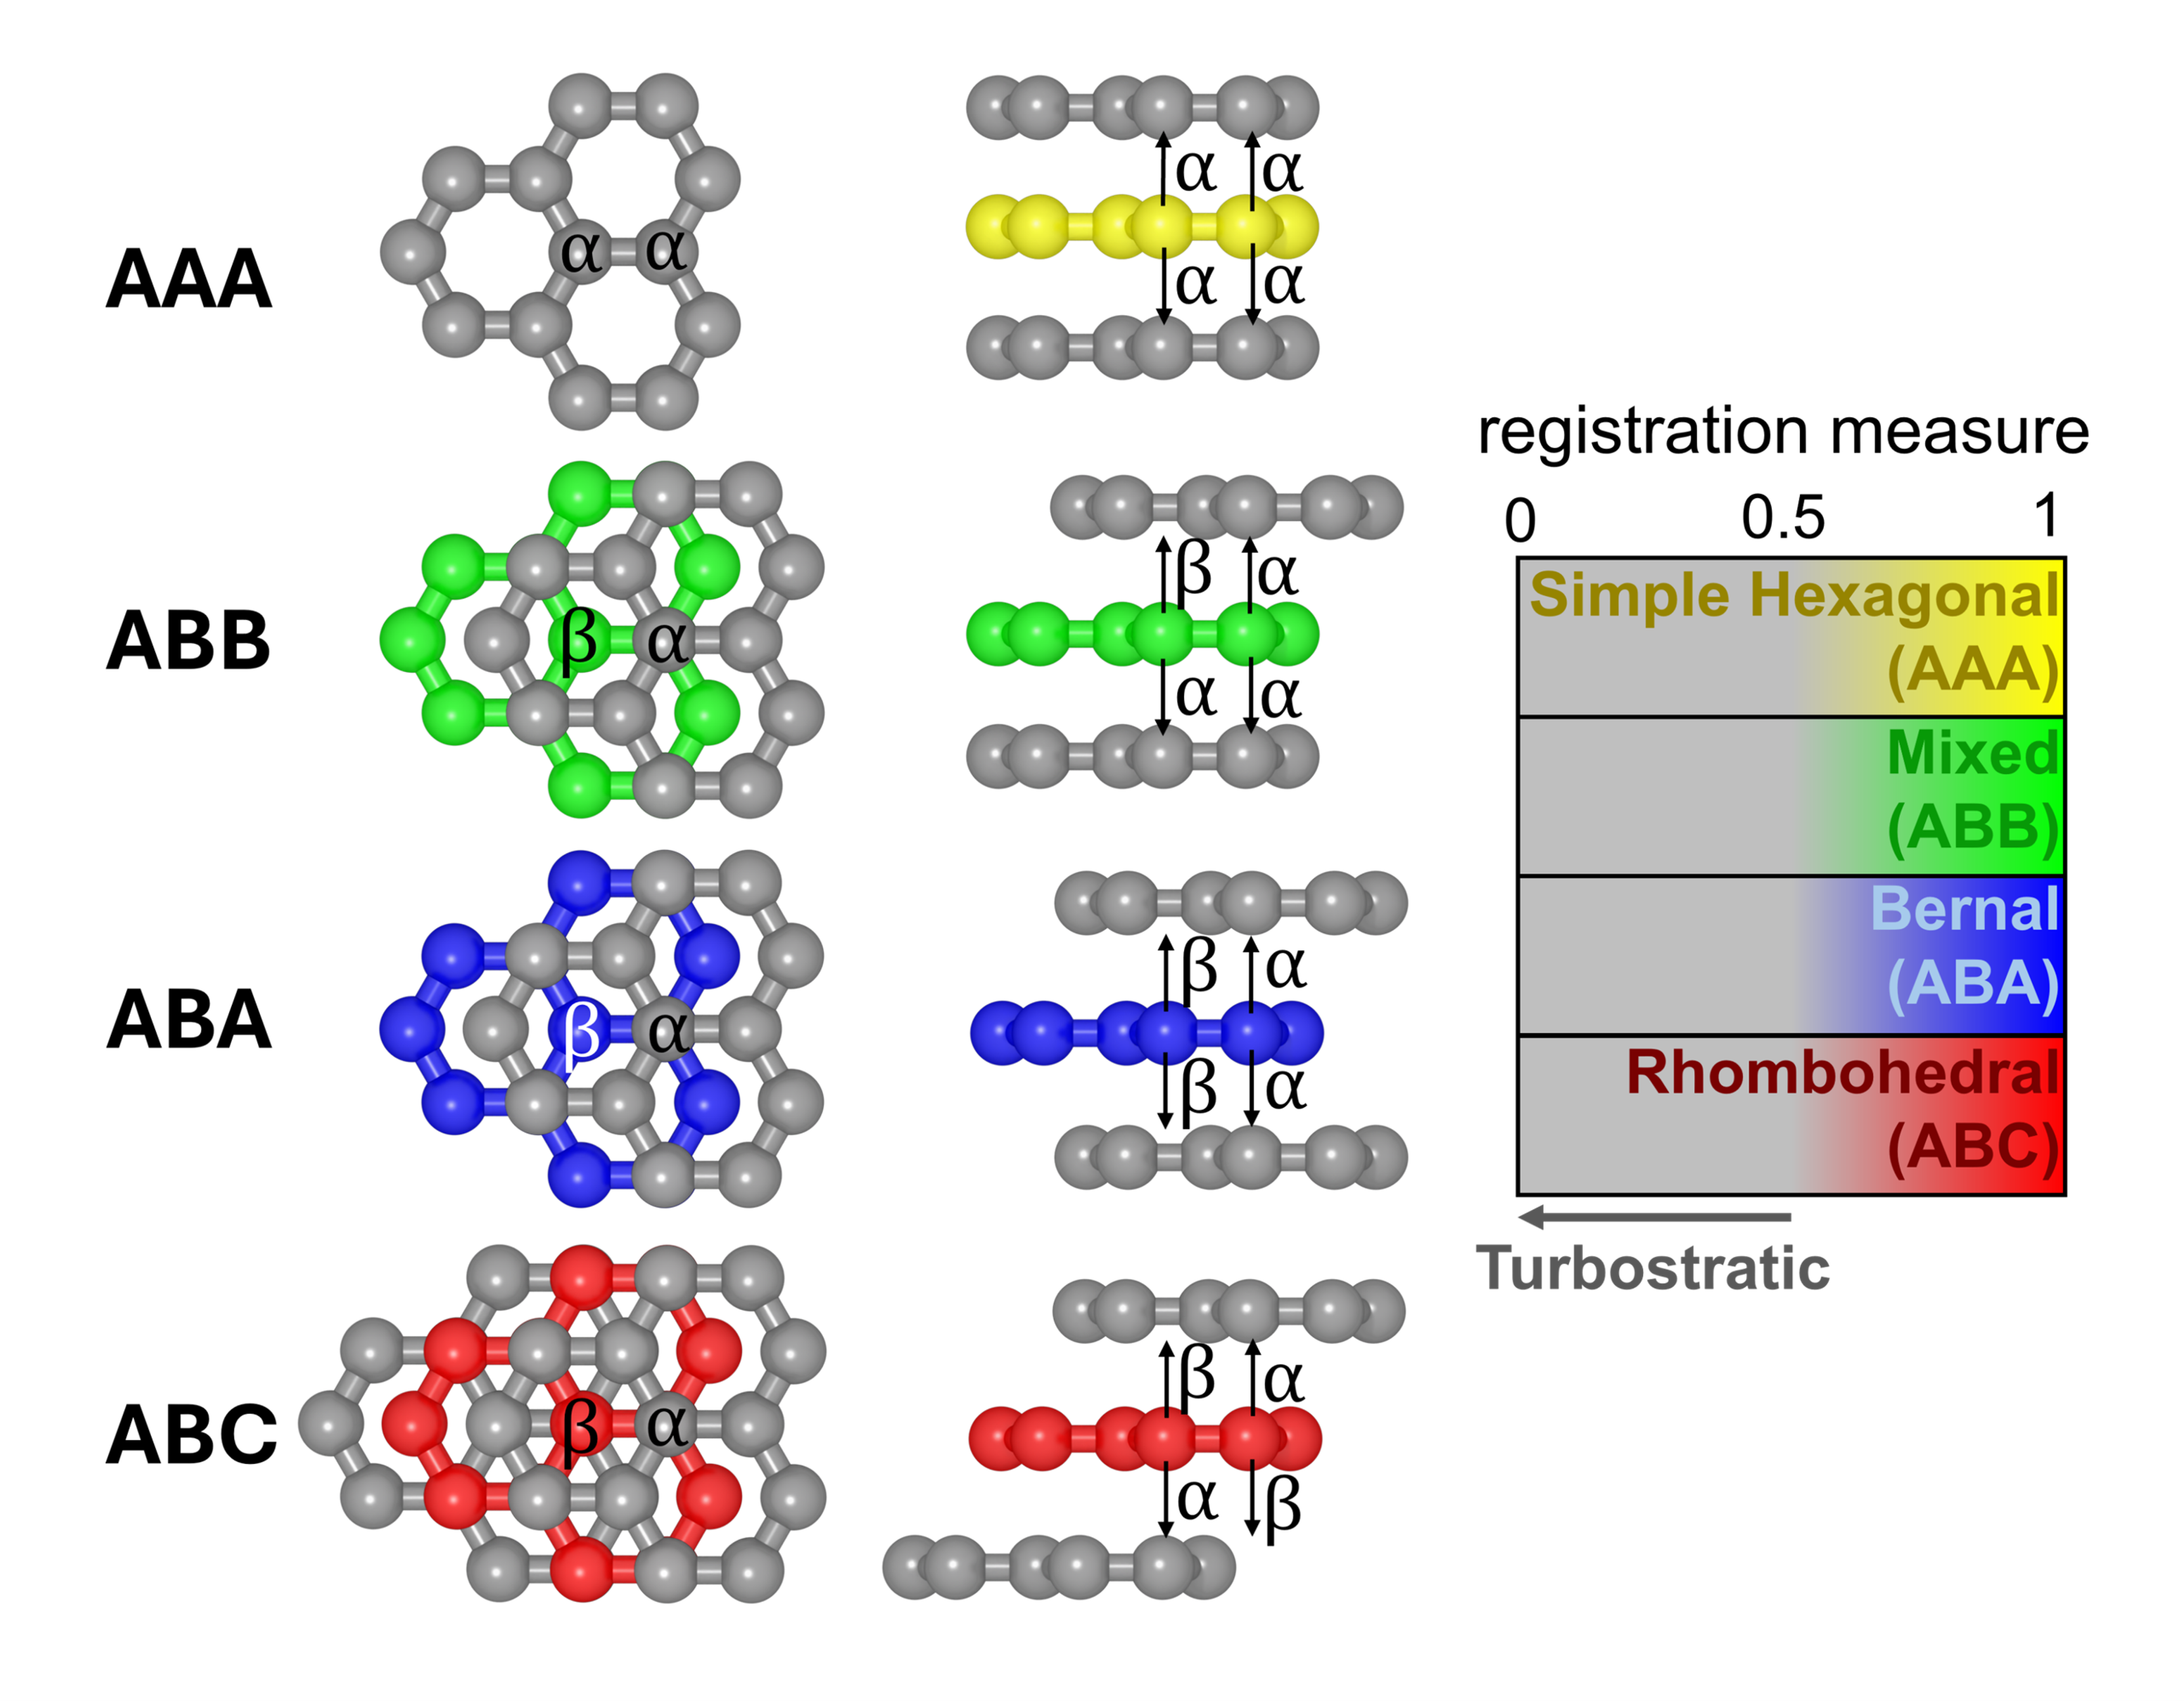 AAA
α α
α α
α α
ABB
β α
β α
α α
ABA
β α
β α
β α
ABC
β α
β α
α β
registration measure
0 0.5 1
Simple Hexagonal
(AAA)
Mixed
(ABB)
Bernal
(ABA)
Rhombohedral
(ABC)
Turbostratic